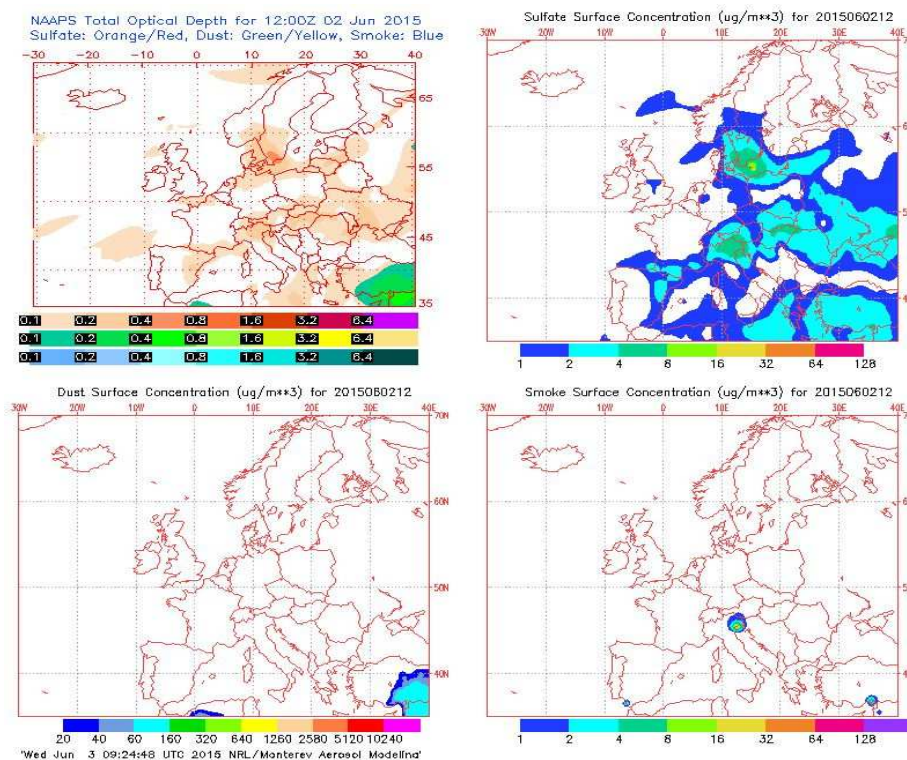 NAAPS Total Optical Depth for 12:00Z 02 Jun 2015
Sulfate: Orange/Red, Dust: Green/Yellow, Smoke: Blue
-30 -20 -10 0 10 20 30 40
65
55
45
35
0.1 0.2 0.4 0.8 1.6 3.2 6.4
0.1 0.2 0.4 0.8 1.6 3.2 6.4
0.1 0.2 0.4 0.8 1.6 3.2 6.4
Sulfate Surface Concentration (ug/m**3) for 2015060212
30W 20W 10W 0 10E 20E 30E 40E
7
6
5
4
1 2 4 8 16 32 64 128
Dust Surface Concentration (ug/m**3) for 2015060212
30W 20W 10W 0 10E 20E 30E 40E
70N
60N
50N
40N
20 40 160 320 640 1260 2580 5120 10240
'Wed Jun 3 09:24:48 UTC 2015 NRL/Monterey Aerosol Modeling'
Smoke Surface Concentration (ug/m**3) for 2015060212
30W 20W 10W 0 10E 20E 30E 40E
7
6
5
4
1 2 4 8 16 32 64 128